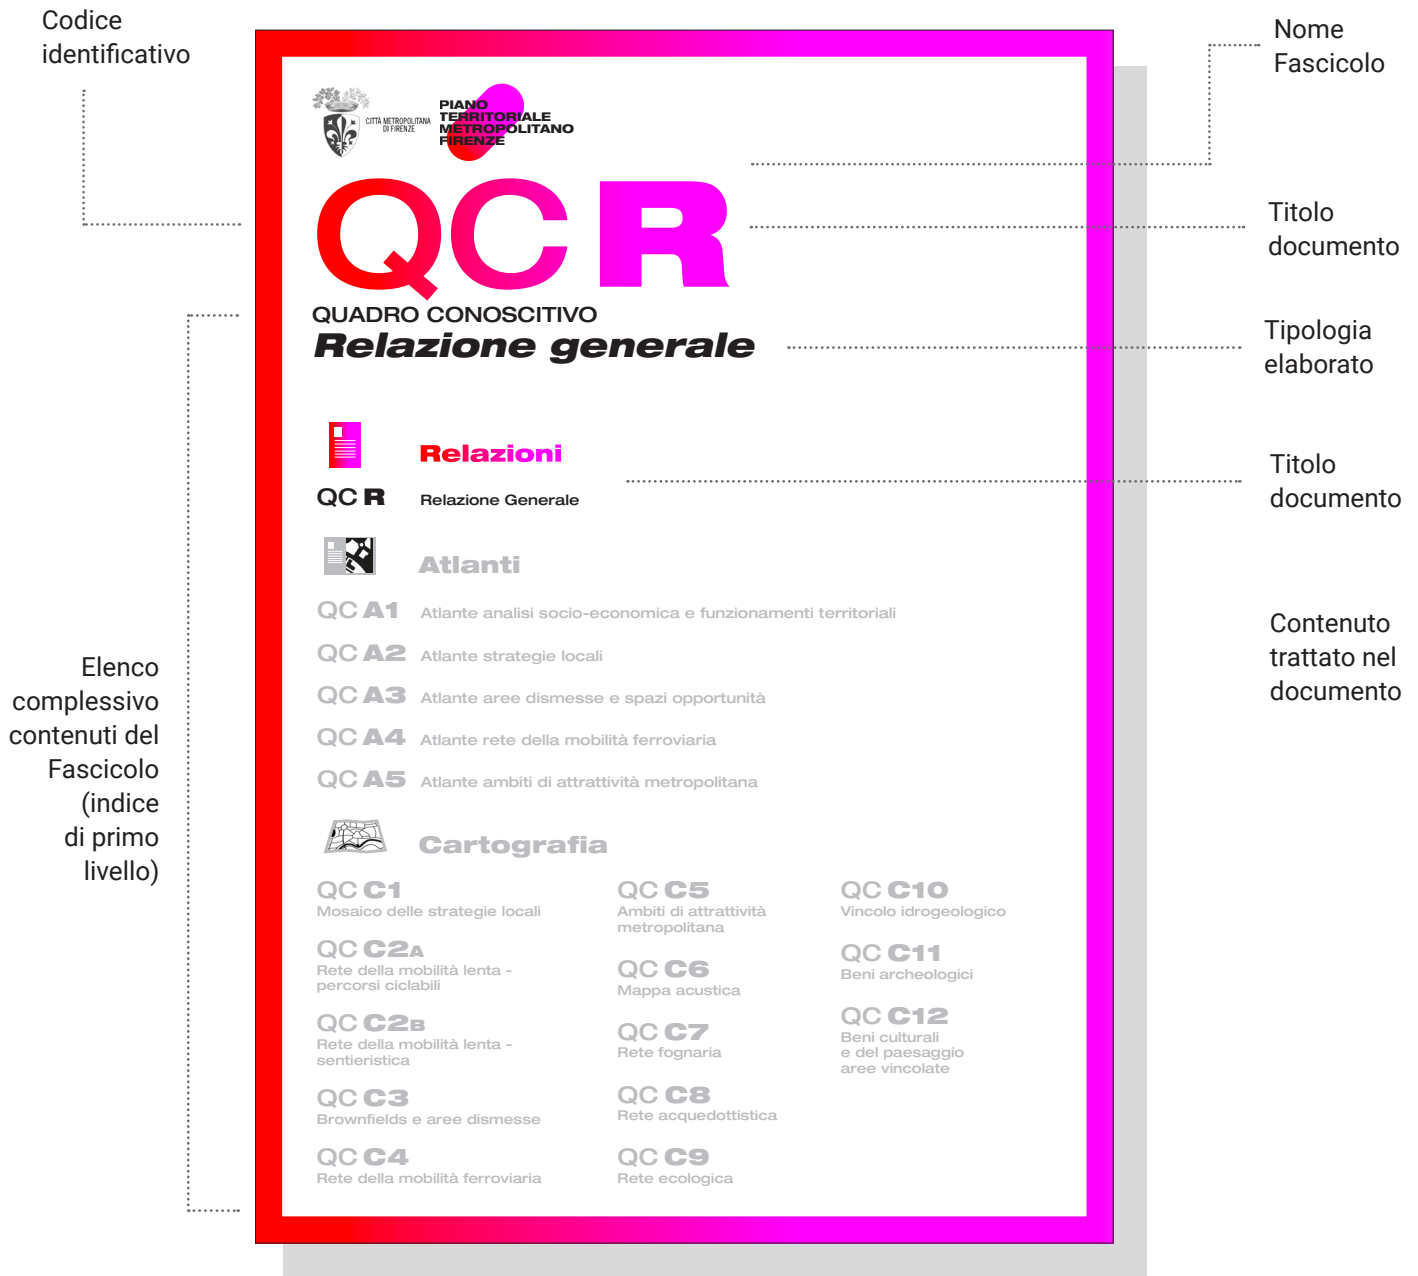 Codice
identificativo
Nome
Fascicolo
CITTÀ METROPOLITANA
DI FIRENZE
PIANO
TERRITORIALE
METROPOLITANO
FIRENZE
QC R
Titolo
documento
QUADRO CONOSCITIVO
Relazione generale
Tipologia
elaborato
Relazioni
QC R Relazione Generale
Titolo
documento
Atlanti
QC A1 Atlante analisi socio-economica e funzionamenti territoriali
QC A2 Atlante strategie locali
QC A3 Atlante aree dismesse e spazi opportunità
QC A4 Atlante rete della mobilità ferroviaria
QC A5 Atlante ambiti di attrattività metropolitana
Contenuto
trattato nel
documento
Elenco
complessivo
contenuti del
Fascicolo
(indice
di primo
livello)
Cartografia
QC C1
Mosaico delle strategie locali
QC C2A
Rete della mobilità lenta -
percorsi ciclabili
QC C2B
Rete della mobilità lenta -
sentieristica
QC C3
Brownfields e aree dismesse
QC C4
Rete della mobilità ferroviaria
QC C5
Ambiti di attrattività
metropolitana
QC C6
Mappa acustica
QC C7
Rete fognaria
QC C8
Rete acquedottistica
QC C9
Rete ecologica
QC C10
Vincolo idrogeologico
QC C11
Beni archeologici
QC C12
Beni culturali
e del paesaggio
aree vincolate